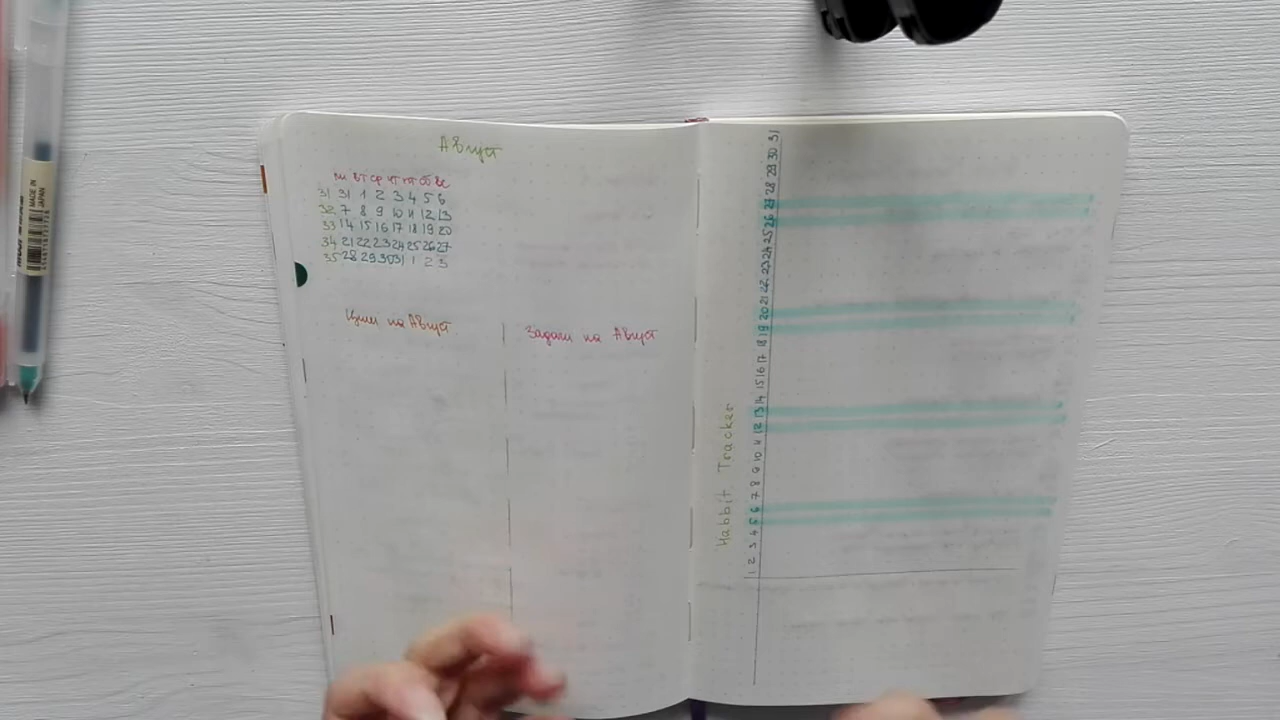 Август
пн вт ср чт пт сб вс
31 31 1 2 3 4 5 6
32 7 8 9 10 11 12 13
33 14 15 16 17 18 19 20
34 21 22 23 24 25 26 27
35 28 29 30 31 1 2 3
Цели на Август
Задачи на Август
Habbit Tracker
1 2 3 4 5 6 7 8 9 10 11 12 13 14 15 16 17 18 19 20 21 22 23 24 25 26 27 28 29 30 31
MADE IN
JAPAN